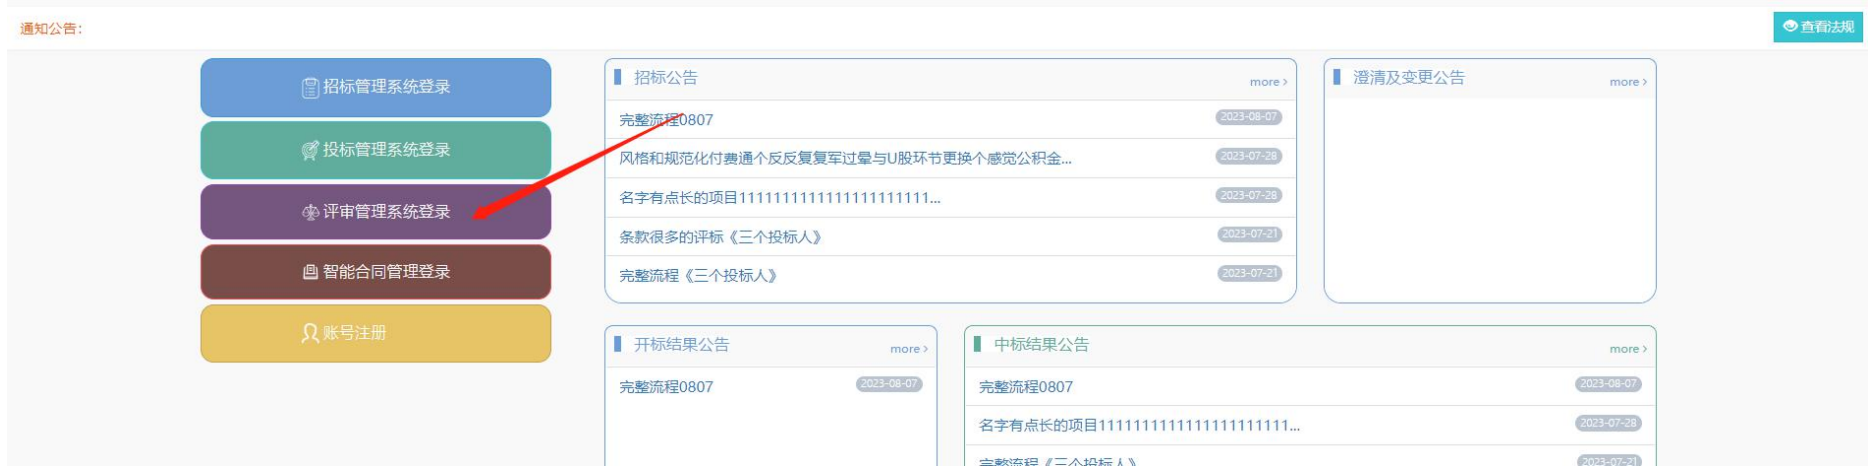 通知公告：
查看法规
招标管理系统登录
投标管理系统登录
评审管理系统登录
智能合同管理登录
账号注册
招标公告
more >
完整流程0807
2023-08-07
风格和规范化付费通个反反复复军过晕与U股环节更换个感觉公积金...
2023-07-28
名字有点长的项目1111111111111111111111...
2023-07-28
条款很多的评标《三个投标人》
2023-07-21
完整流程《三个投标人》
2023-07-21
澄清及变更公告
more >
开标结果公告
more >
完整流程0807
2023-08-07
中标结果公告
more >
完整流程0807
2023-08-07
名字有点长的项目1111111111111111111111...
2023-07-28
完整流程《三个投标人》
2023-07-21